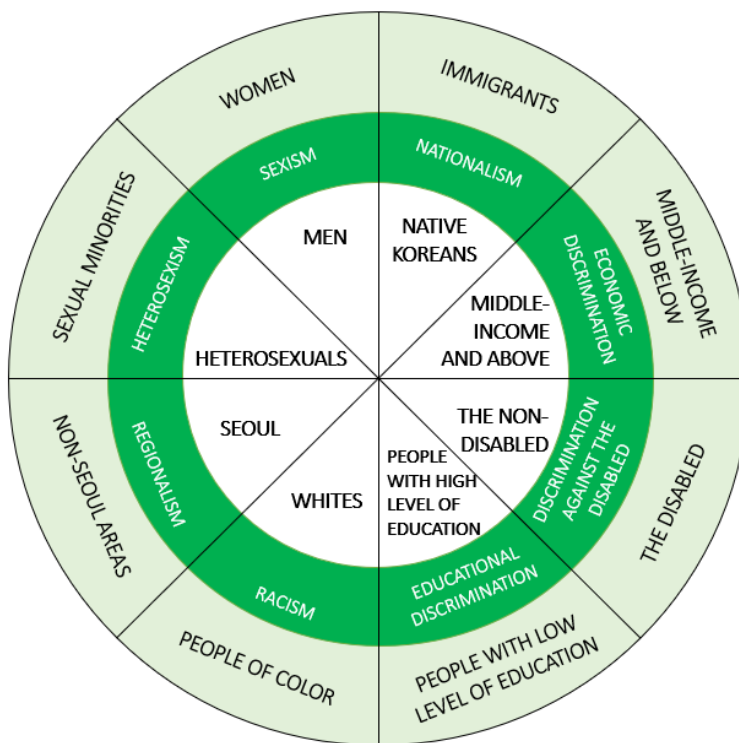 WOMEN
SEXISM
MEN
IMMIGRANTS
NATIONALISM
NATIVE
KOREANS
MIDDLE-INCOME
AND BELOW
ECONOMIC
DISCRIMINATION
MIDDLE-
INCOME
AND ABOVE
THE DISABLED
DISCRIMINATION
AGAINST THE
DISABLED
THE NON-
DISABLED
PEOPLE WITH LOW
LEVEL OF EDUCATION
EDUCATIONAL
DISCRIMINATION
PEOPLE
WITH HIGH
LEVEL OF
EDUCATION
PEOPLE OF COLOR
RACISM
WHITES
NON-SEOUL AREAS
REGIONALISM
SEOUL
SEXUAL MINORITIES
HETEROSEXISM
HETEROSEXUALS